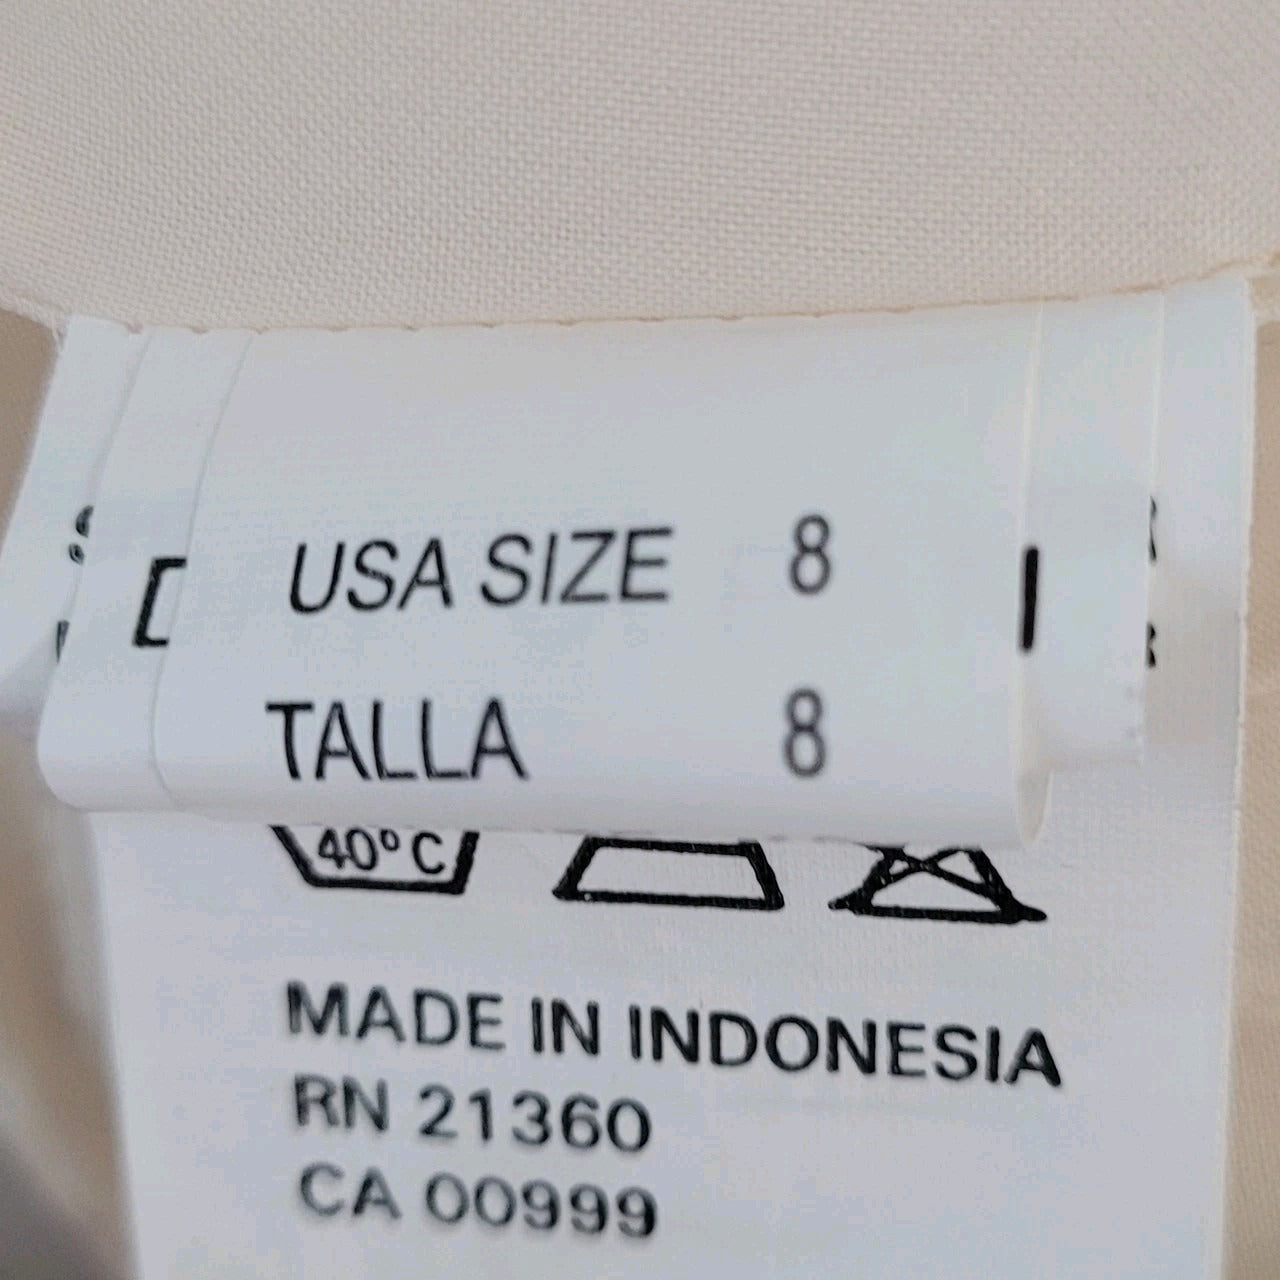 USA SIZE 8
TALLA 8
40°C
MADE IN INDONESIA
RN 21360
CA 00999